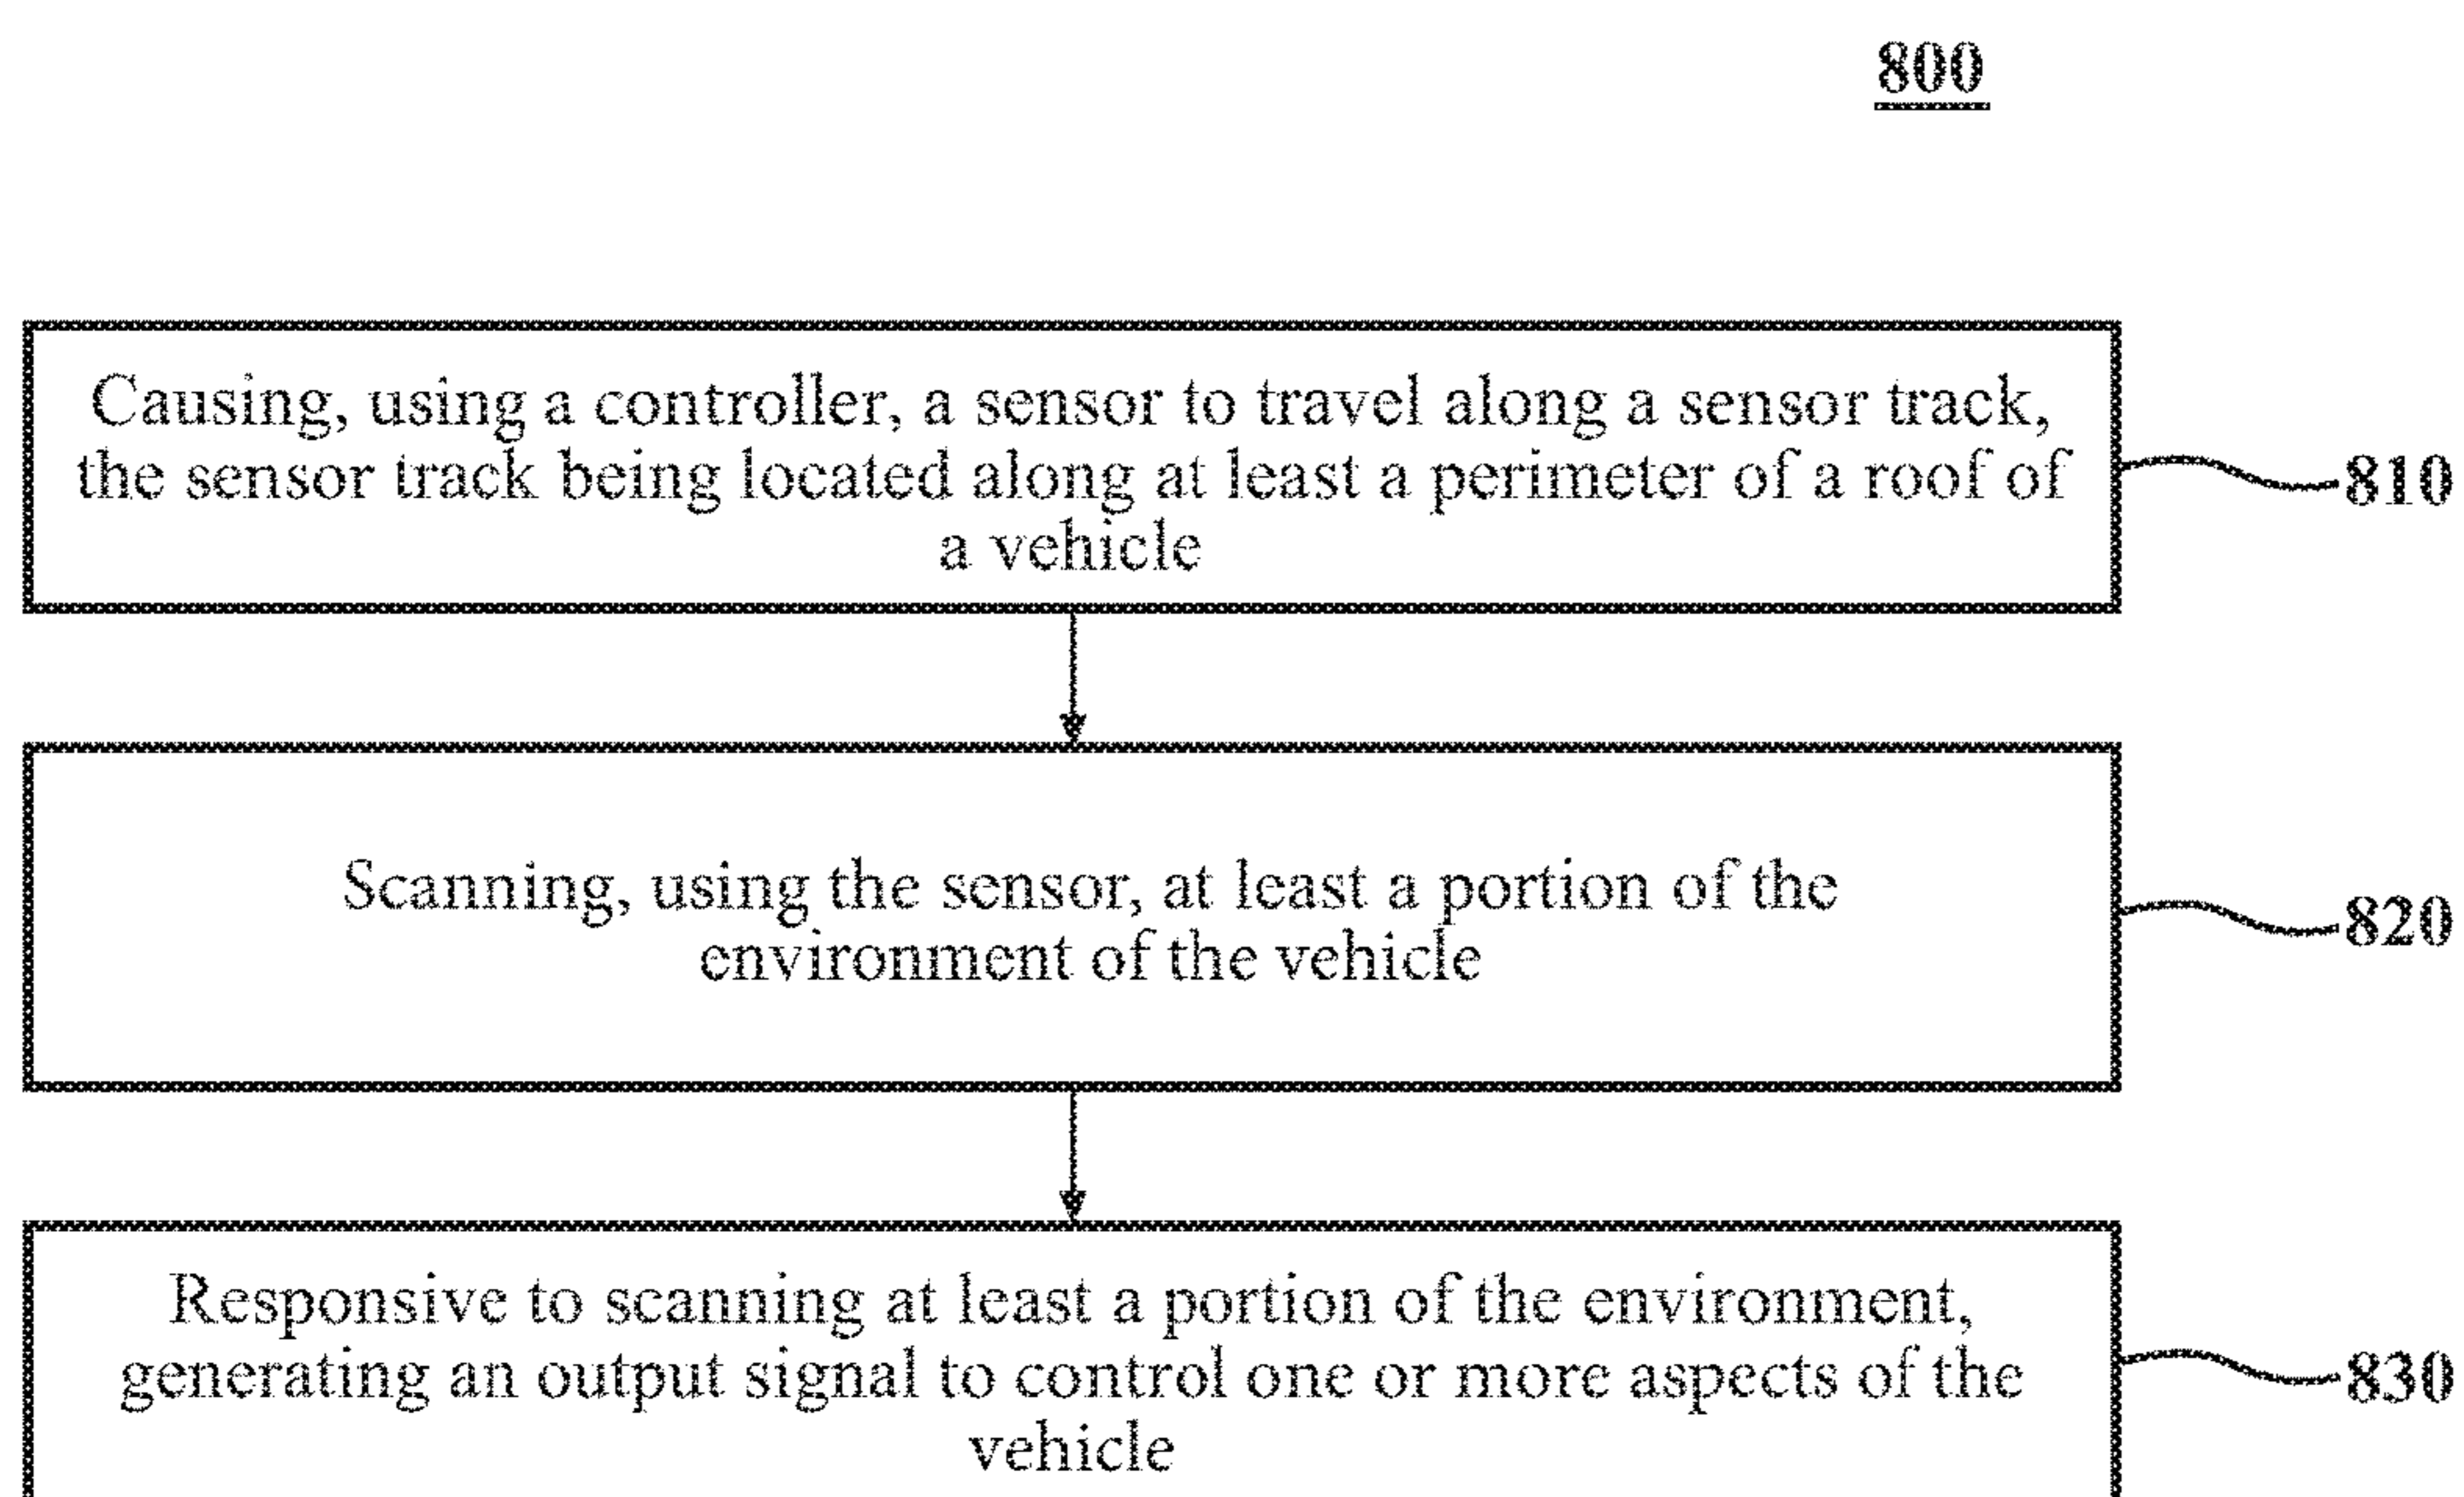 800
Causing, using a controller, a sensor to travel along a sensor track,
the sensor track being located along at least a perimeter of a roof of
a vehicle
810
Scanning, using the sensor, at least a portion of the
environment of the vehicle
820
Responsive to scanning at least a portion of the environment,
generating an output signal to control one or more aspects of the
vehicle
830